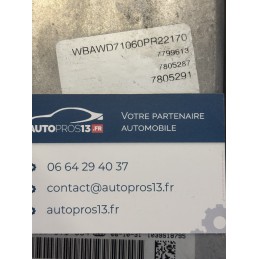 WBAWD71060PR22170
7799613
7805287
7805291
AUTOPROS13.FR
VOTRE PARTENAIRE
AUTOMOBILE
06 64 29 40 37
contact@autopros13.fr
autopros13.fr